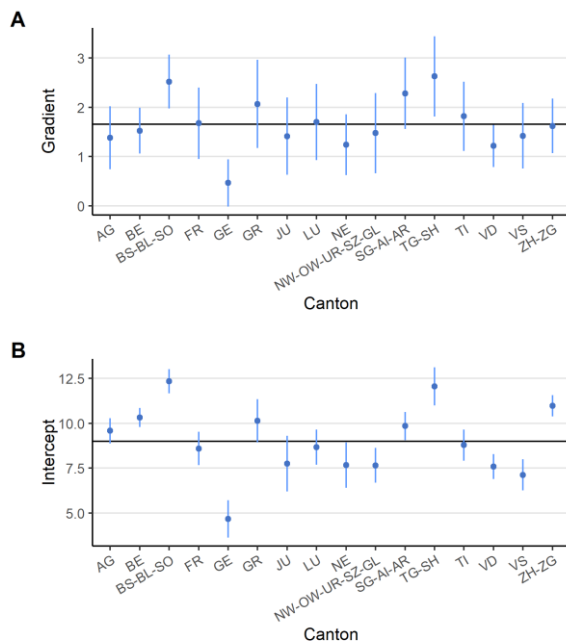 A
Gradient
3
2
1
0
AG
BE
BS-BL-SO
FR
GE
GR
JU
LU
NE
NW-OW-UR-SZ-GL
SG-AI-AR
TG-SH
TI
VD
VS
ZH-ZG
Canton
B
Intercept
12.5
10.0
7.5
5.0
AG
BE
BS-BL-SO
FR
GE
GR
JU
LU
NE
NW-OW-UR-SZ-GL
SG-AI-AR
TG-SH
TI
VD
VS
ZH-ZG
Canton